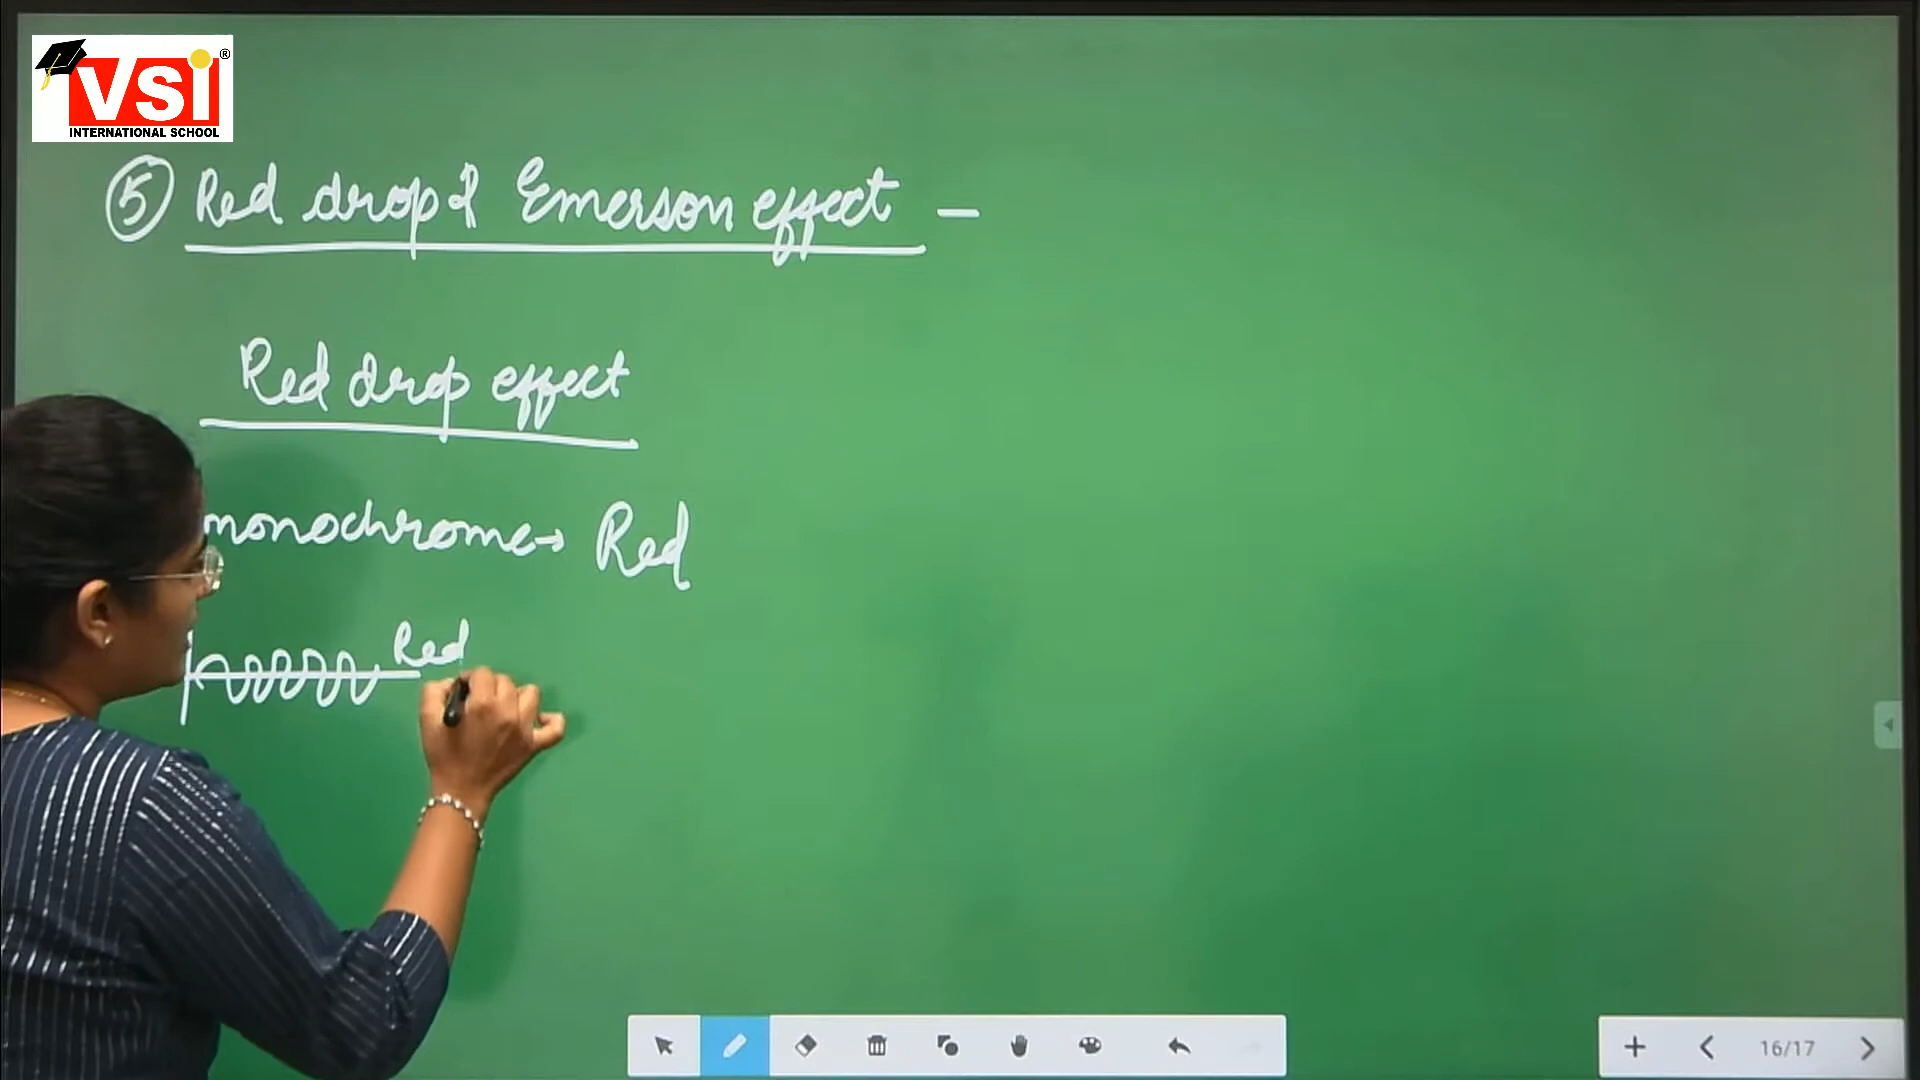 VSI ®
INTERNATIONAL SCHOOL
5 Red drop & Emerson effect -
Red drop effect
monochrome→ Red
Red
16/17